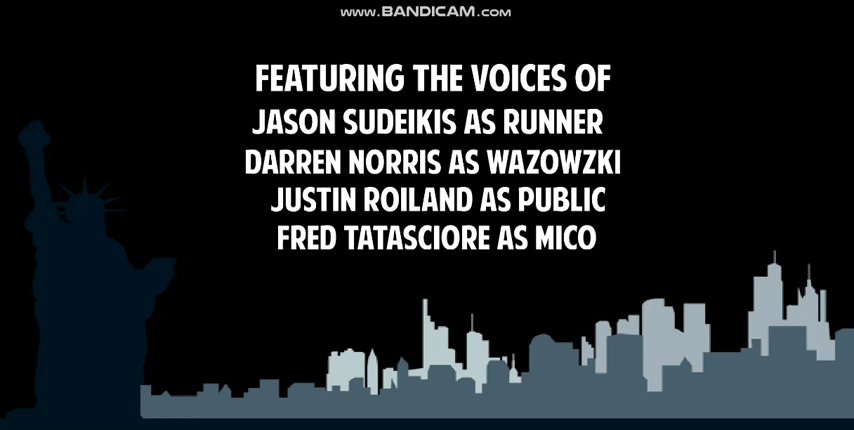 www.BANDICAM.com
FEATURING THE VOICES OF
JASON SUDEIKIS AS RUNNER
DARREN NORRIS AS WAZOWZKI
JUSTIN ROILAND AS PUBLIC
FRED TATASCIORE AS MICO